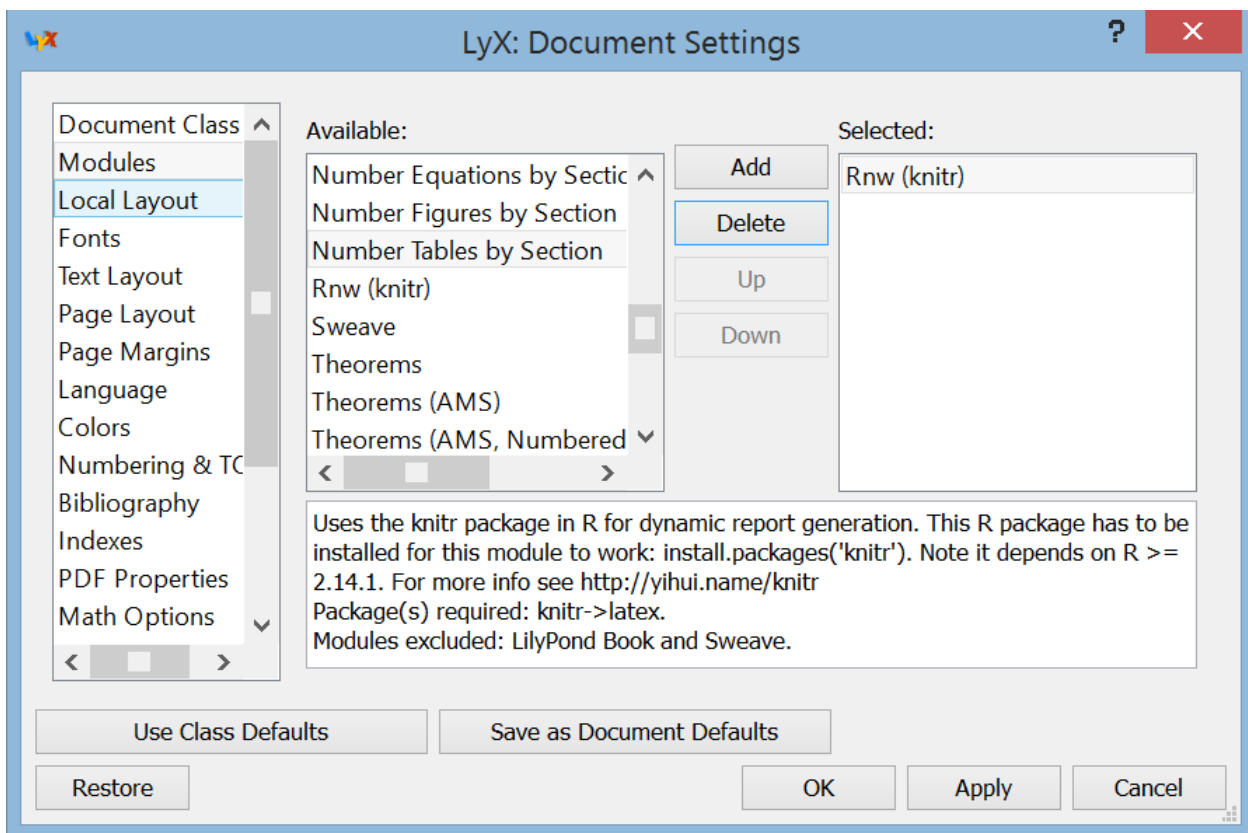 LyX
LyX: Document Settings
?
Document Class
Modules
Local Layout
Fonts
Text Layout
Page Layout
Page Margins
Language
Colors
Numbering & TC
Bibliography
Indexes
PDF Properties
Math Options
Available:
Number Equations by Sectic
Number Figures by Section
Number Tables by Section
Rnw (knitr)
Sweave
Theorems
Theorems (AMS)
Theorems (AMS, Numbered
Add
Delete
Up
Down
Selected:
Rnw (knitr)
Uses the knitr package in R for dynamic report generation. This R package has to be
installed for this module to work: install.packages('knitr'). Note it depends on R >=
2.14.1. For more info see http://yihui.name/knitr
Package(s) required: knitr->latex.
Modules excluded: LilyPond Book and Sweave.
Use Class Defaults
Save as Document Defaults
Restore
OK
Apply
Cancel